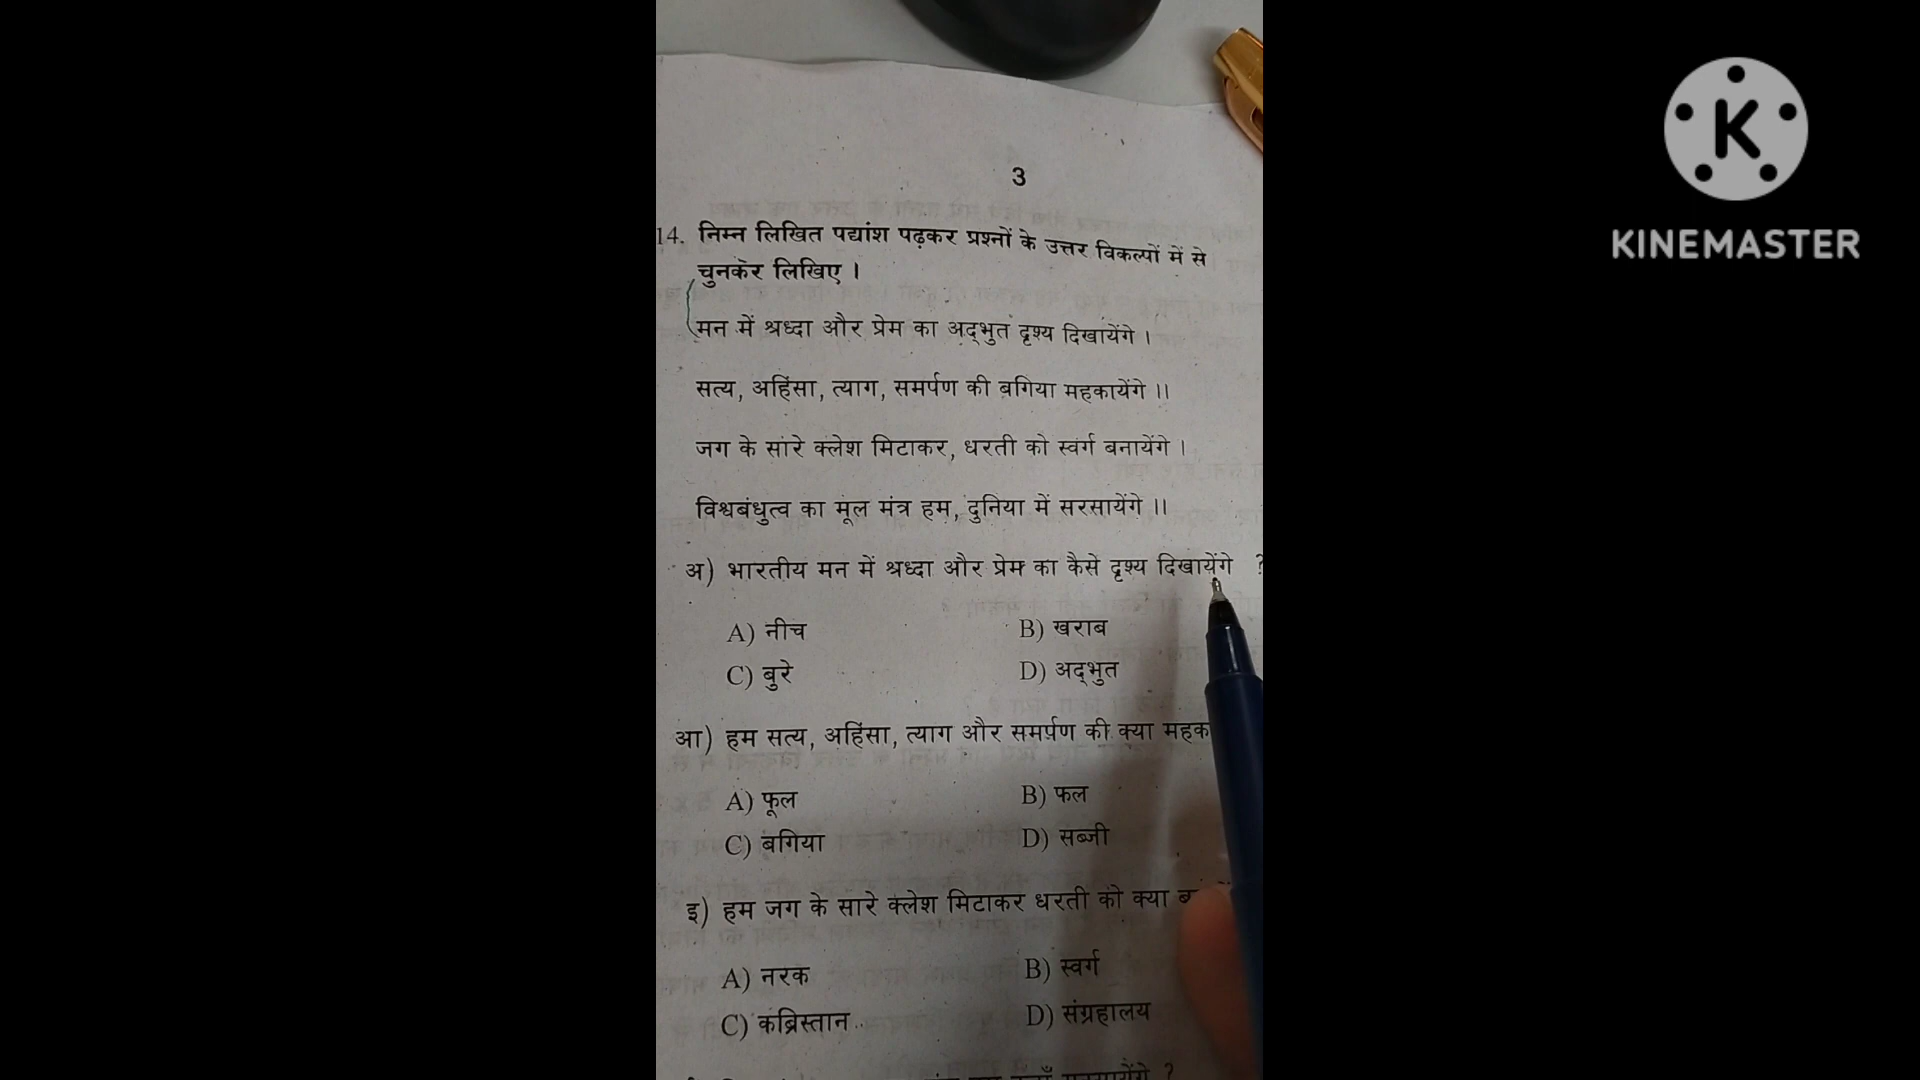 3
14. निम्न लिखित पद्यांश पढ़कर प्रश्नों के उत्तर विकल्पों में से
चुनकर लिखिए ।
मन में श्रध्दा और प्रेम का अद्‌भुत दृश्य दिखायेंगे ।
सत्य, अहिंसा, त्याग, समर्पण की बगिया महकायेंगे ।।
जग के सारे क्लेश मिटाकर, धरती को स्वर्ग बनायेंगे ।
विश्वबंधुत्व का मूल मंत्र हम, दुनिया में सरसायेंगे ।।
अ) भारतीय मन में श्रध्दा और प्रेम का कैसे दृश्य दिखायेंगे ?
A) नीच B) खराब
C) बुरे D) अद्‌भुत
आ) हम सत्य, अहिंसा, त्याग और समर्पण की क्या महक
A) फूल B) फल
C) बगिया D) सब्जी
इ) हम जग के सारे क्लेश मिटाकर धरती को क्या
A) नरक B) स्वर्ग
C) कब्रिस्तान D) संग्रहालय
K
KINEMASTER